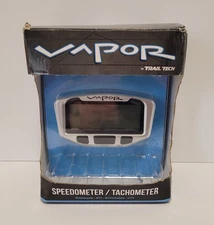 VAPOR
BY TRAIL TECH
VAPOR
SPEEDOMETER / TACHOMETER